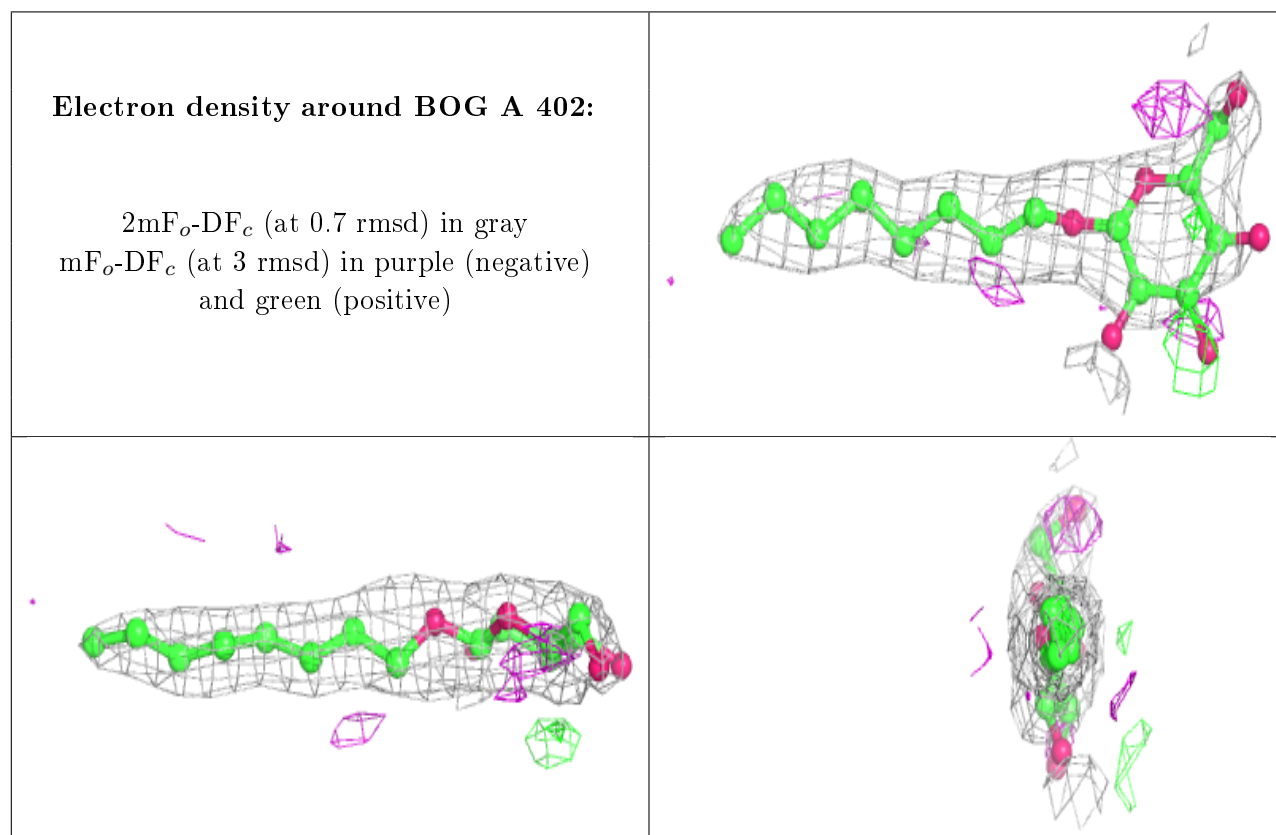 Electron density around BOG A 402:
2mFo-DFc (at 0.7 rmsd) in gray
mFo-DFc (at 3 rmsd) in purple (negative)
and green (positive)